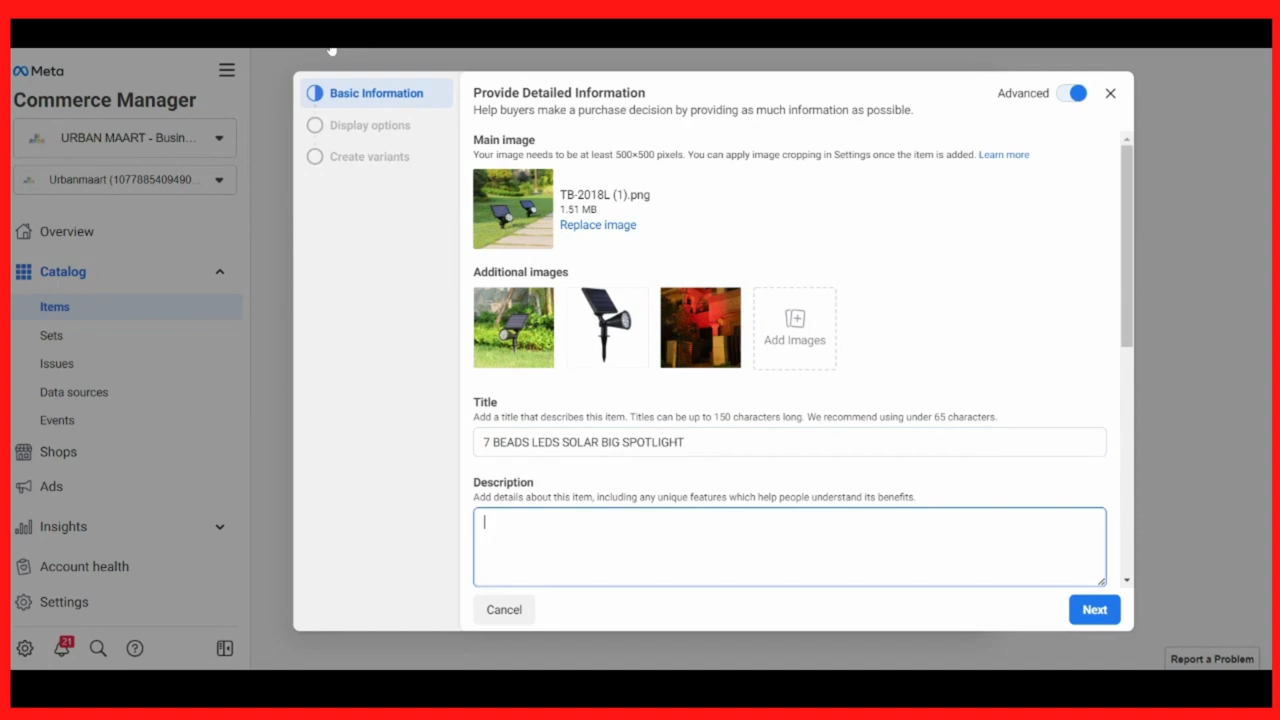 Meta
Commerce Manager
URBAN MAART - Busin...
Urbanmaart (1077885409490...
Overview
Catalog
Items
Sets
Issues
Data sources
Events
Shops
Ads
Insights
Account health
Settings
21
Basic Information
Display options
Create variants
Provide Detailed Information
Advanced
Help buyers make a purchase decision by providing as much information as possible.
Main image
Your image needs to be at least 500×500 pixels. You can apply image cropping in Settings once the item is added. Learn more
TB-2018L (1).png
1.51 MB
Replace image
Additional images
Add Images
Title
Add a title that describes this item. Titles can be up to 150 characters long. We recommend using under 65 characters.
7 BEADS LEDS SOLAR BIG SPOTLIGHT
Description
Add details about this item, including any unique features which help people understand its benefits.
Cancel
Next
Report a Problem